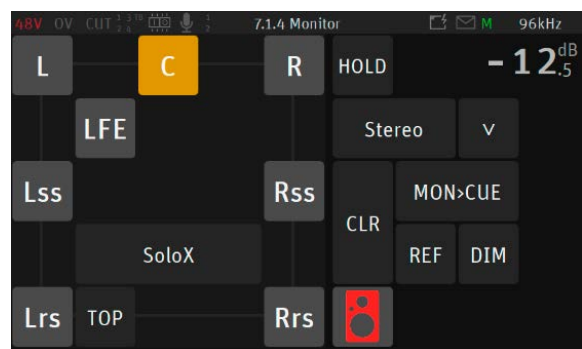 48V OV CUT 7.1.4 Monitor M 96kHz
L C R HOLD -12.5 dB
LFE Stereo V
Lss Rss CLR MON>CUE
SoloX REF DIM
Lrs TOP Rrs